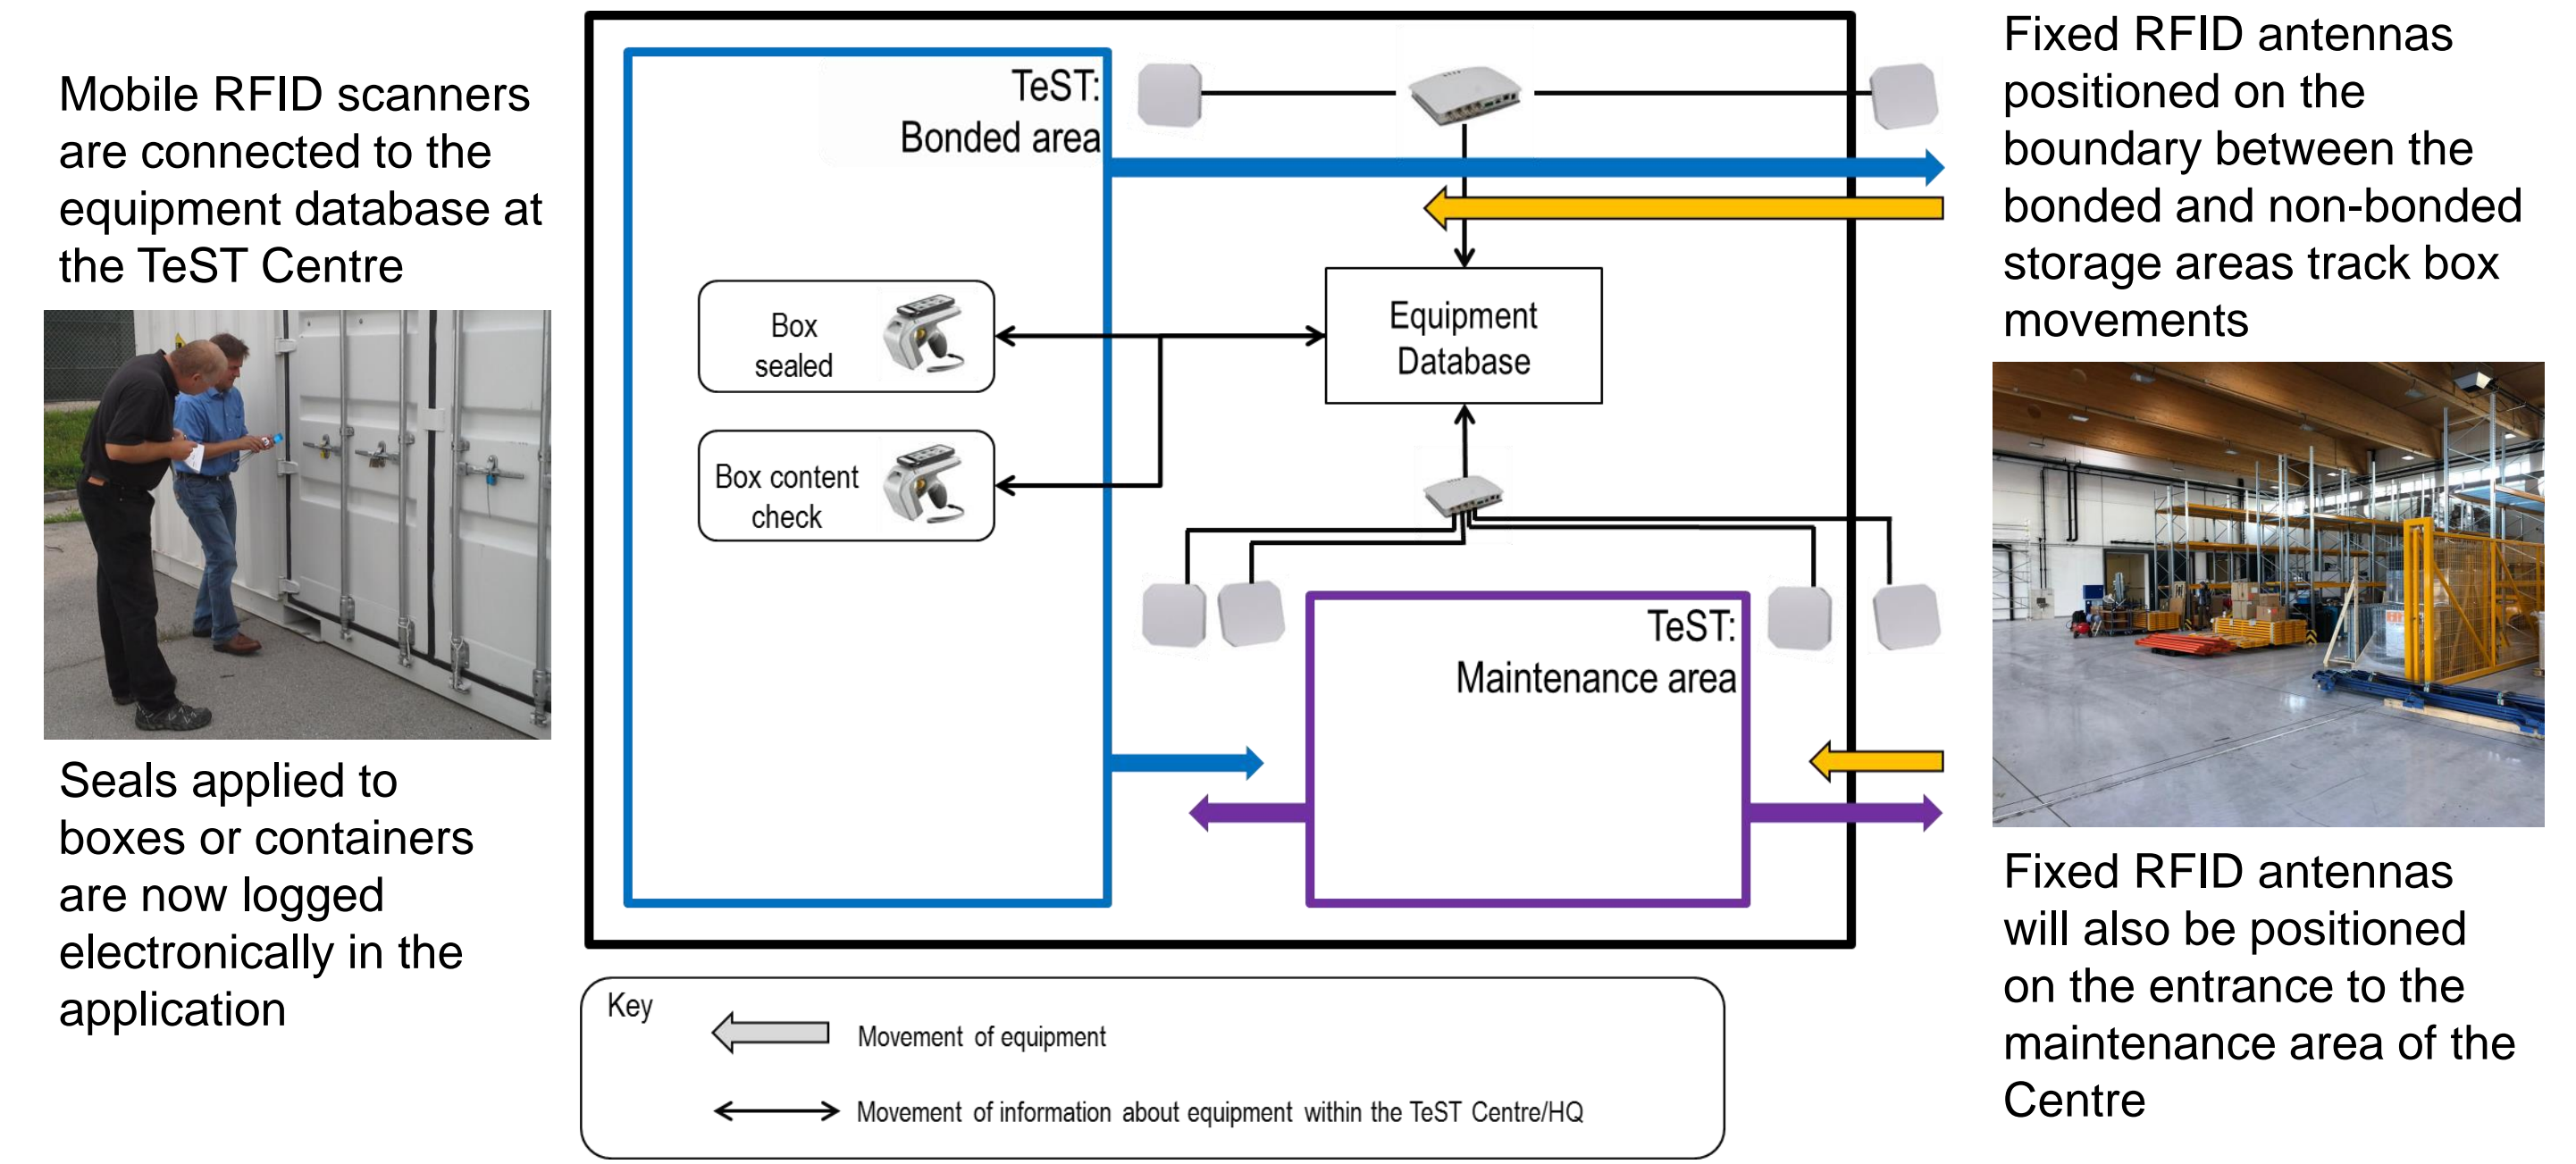 Mobile RFID scanners
are connected to the
equipment database at
the TeST Centre
Seals applied to
boxes or containers
are now logged
electronically in the
application
TeST:
Bonded area
Box
sealed
Box content
check
Equipment
Database
TeST:
Maintenance area
Key
Movement of equipment
Movement of information about equipment within the TeST Centre/HQ
Fixed RFID antennas
positioned on the
boundary between the
bonded and non-bonded
storage areas track box
movements
Fixed RFID antennas
will also be positioned
on the entrance to the
maintenance area of the
Centre